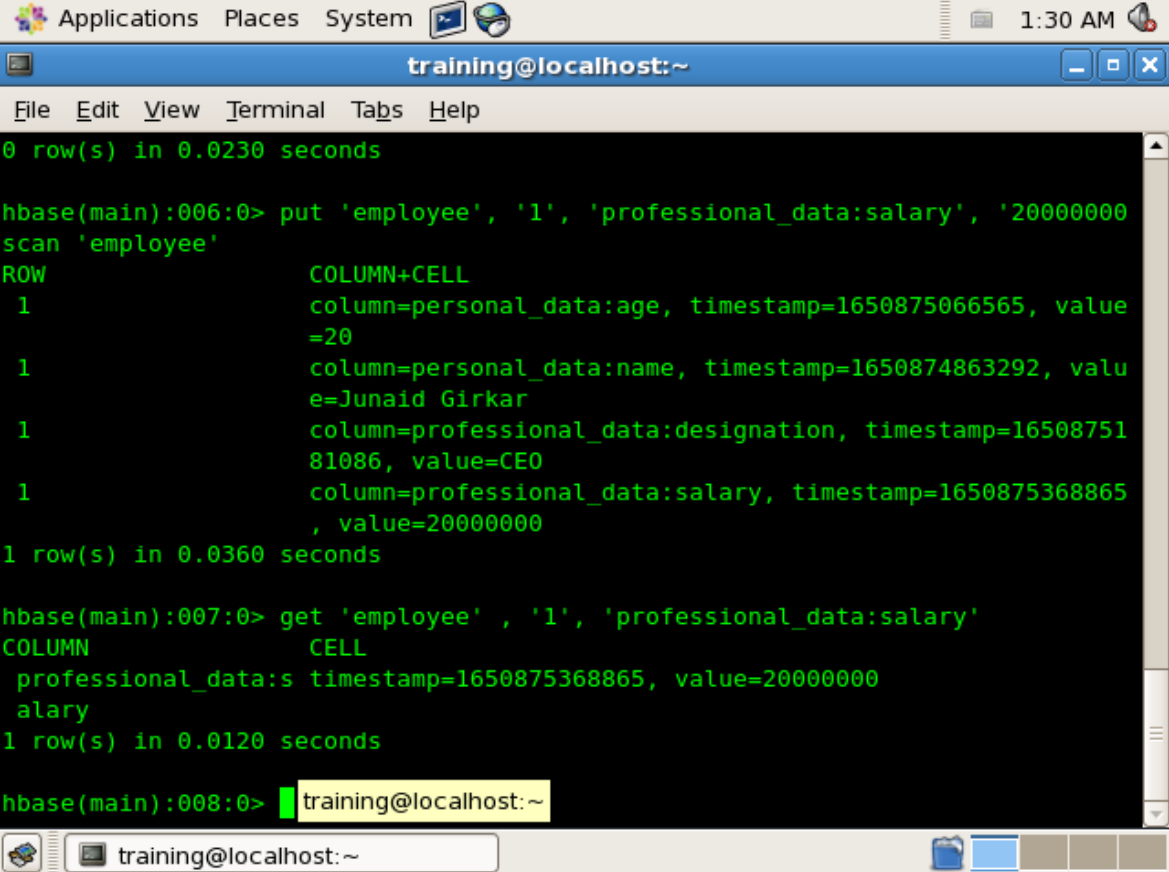 Applications Places System 1:30 AM
training@localhost:~
File Edit View Terminal Tabs Help
0 row(s) in 0.0230 seconds
hbase(main):006:0> put 'employee', '1', 'professional_data:salary', '20000000
scan 'employee'
ROW COLUMN+CELL
1 column=personal_data:age, timestamp=1650875066565, value
=20
1 column=personal_data:name, timestamp=1650874863292, valu
e=Junaid Girkar
1 column=professional_data:designation, timestamp=16508751
81086, value=CEO
1 column=professional_data:salary, timestamp=1650875368865
, value=20000000
1 row(s) in 0.0360 seconds
hbase(main):007:0> get 'employee' , '1', 'professional_data:salary'
COLUMN CELL
professional_data:s timestamp=1650875368865, value=20000000
alary
1 row(s) in 0.0120 seconds
hbase(main):008:0> training@localhost:~
training@localhost:~